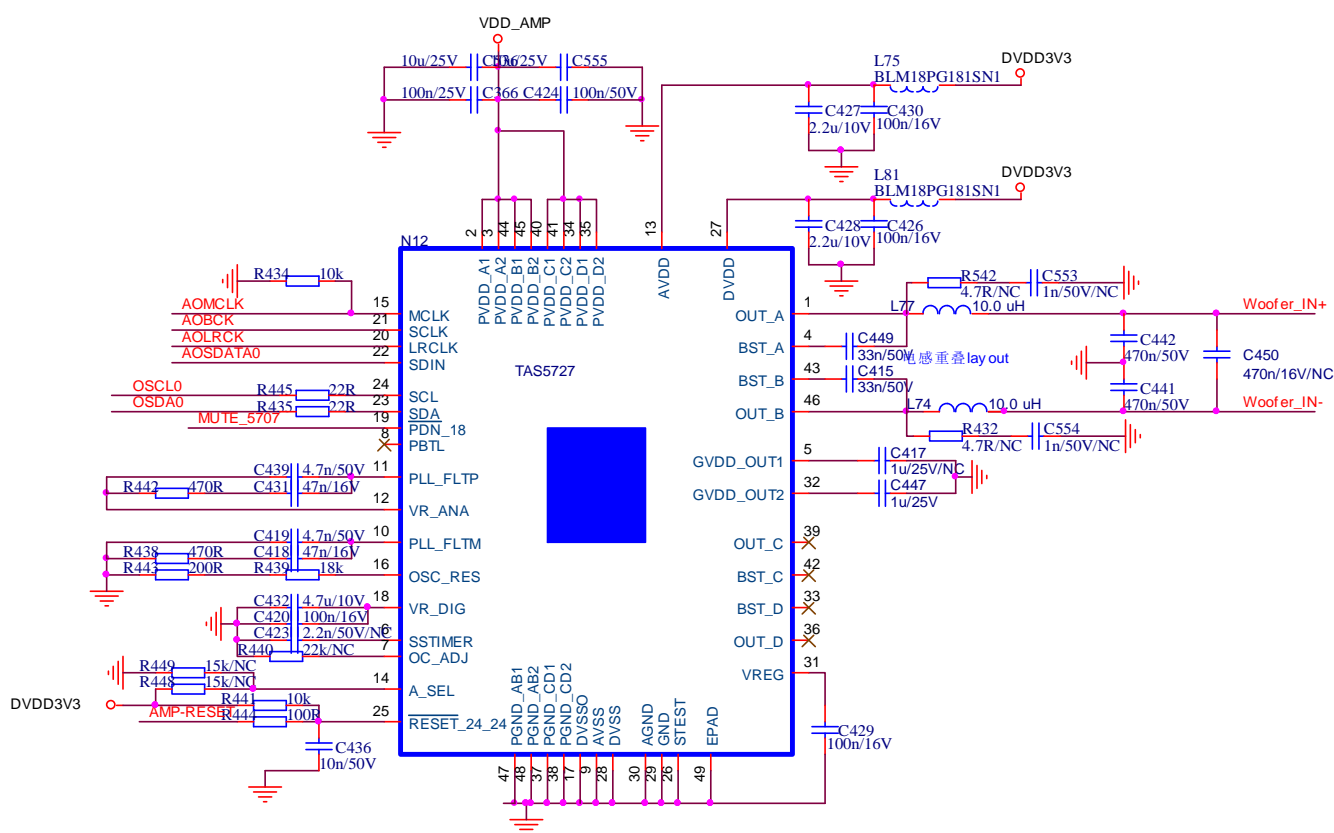 VDD_AMP
10u/25V
C555
100n/25V
C366
C424
100n/50V
L75
BLM18PG181SN1
DVDD3V3
C427
2.2u/10V
C430
100n/16V
L81
BLM18PG181SN1
DVDD3V3
C428
2.2u/10V
C426
100n/16V
N12
2
3
44
45
40
41
34
35
13
27
PVDD_A1
PVDD_A2
PVDD_B1
PVDD_B2
PVDD_C1
PVDD_C2
PVDD_D1
PVDD_D2
AVDD
DVDD
TAS5727
R434
10k
AOMCLK
15
MCLK
AOBCK
21
SCLK
AOLRCK
20
LRCLK
AOSDATA0
22
SDIN
OSCL0
R445
22R
24
SCL
OSDA0
R435
22R
23
SDA
MUTE_5707
19
PDN_18
8
PBTL
C439
4.7n/50V
11
PLL_FLTP
R442
470R
C431
47n/16V
12
VR_ANA
C419
4.7n/50V
10
PLL_FLTM
R438
470R
C418
47n/16V
R443
200R
R439
18k
16
OSC_RES
C432
4.7u/10V
18
VR_DIG
C420
100n/16V
C423
2.2n/50V/NC
6
SSTIMER
R440
22k/NC
7
OC_ADJ
R449
15k/NC
R448
15k/NC
14
A_SEL
DVDD3V3
R441
10k
AMP-RESET
R444
100R
25
RESET_24_24
C436
10n/50V
1
OUT_A
4
BST_A
43
BST_B
46
OUT_B
5
GVDD_OUT1
32
GVDD_OUT2
39
OUT_C
42
BST_C
33
BST_D
36
OUT_D
31
VREG
R542
4.7R/NC
C553
1n/50V/NC
L77
10.0 uH
Woofer_IN+
C449
33n/50V
电感重叠layout
C415
33n/50V
C442
470n/50V
C450
470n/16V/NC
C441
470n/50V
L74
10.0 uH
Woofer_IN-
R432
4.7R/NC
C554
1n/50V/NC
C417
1u/25V/NC
C447
1u/25V
C429
100n/16V
PGND_AB1
PGND_AB2
PGND_CD1
PGND_CD2
DVSSO
AVSS
DVSS
AGND
GND
STEST
EPAD
47
48
37
38
17
9
28
30
29
26
49